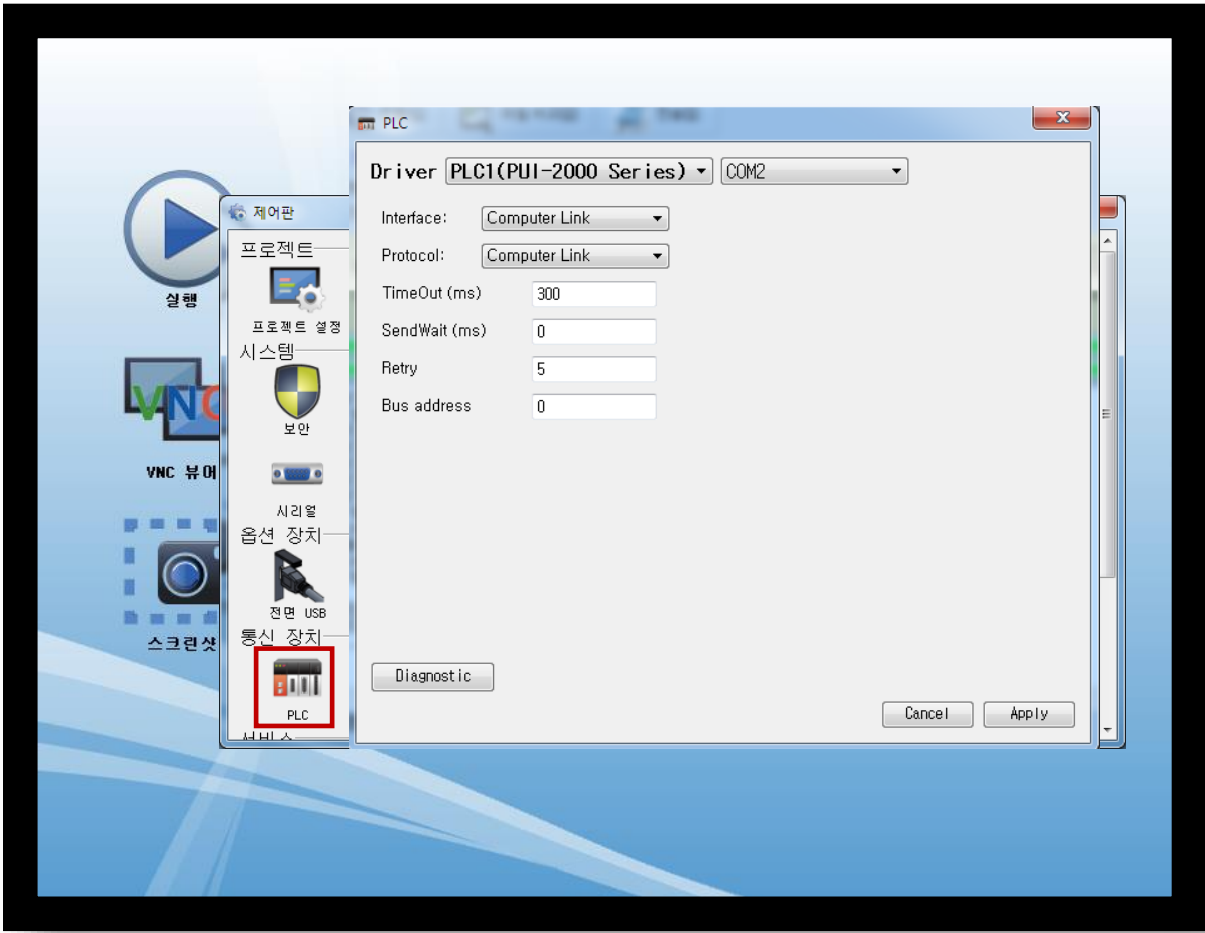 PLC
Driver PLC1(PUI-2000 Series) COM2
Interface: Computer Link
Protocol: Computer Link
TimeOut (ms) 300
SendWait (ms) 0
Retry 5
Bus address 0
Diagnostic
Cancel Apply
제어판
프로젝트
프로젝트 설정
시스템
보안
시리얼
옵션 장치
전면 USB
통신 장치
PLC
실행
VNC
VNC 뷰어
스크린샷